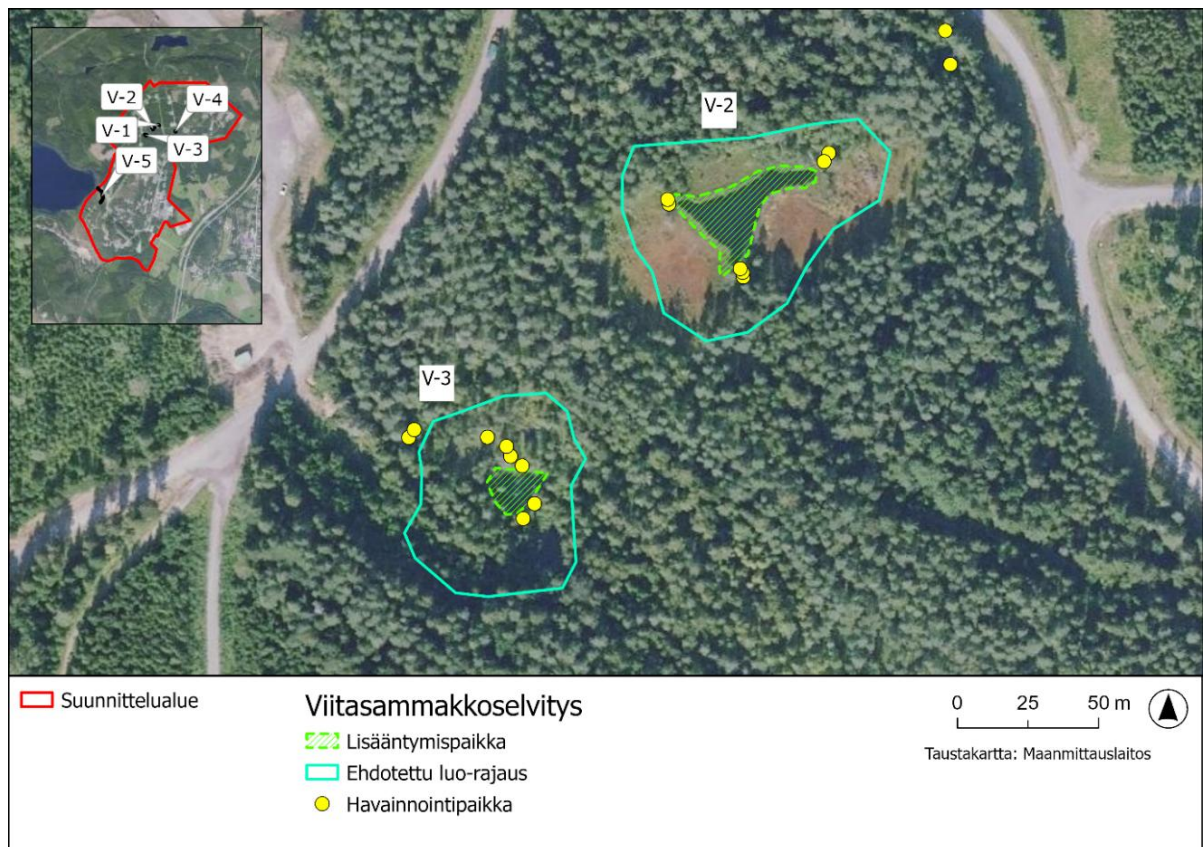 V-2
V-4
V-1
V-3
V-5
V-2
V-3
Suunnittelualue
Viitasammakkoselvitys
Lisääntymispaikka
Ehdotettu luo-rajaus
Havainnointipaikka
0 25 50 m
Taustakartta: Maanmittauslaitos